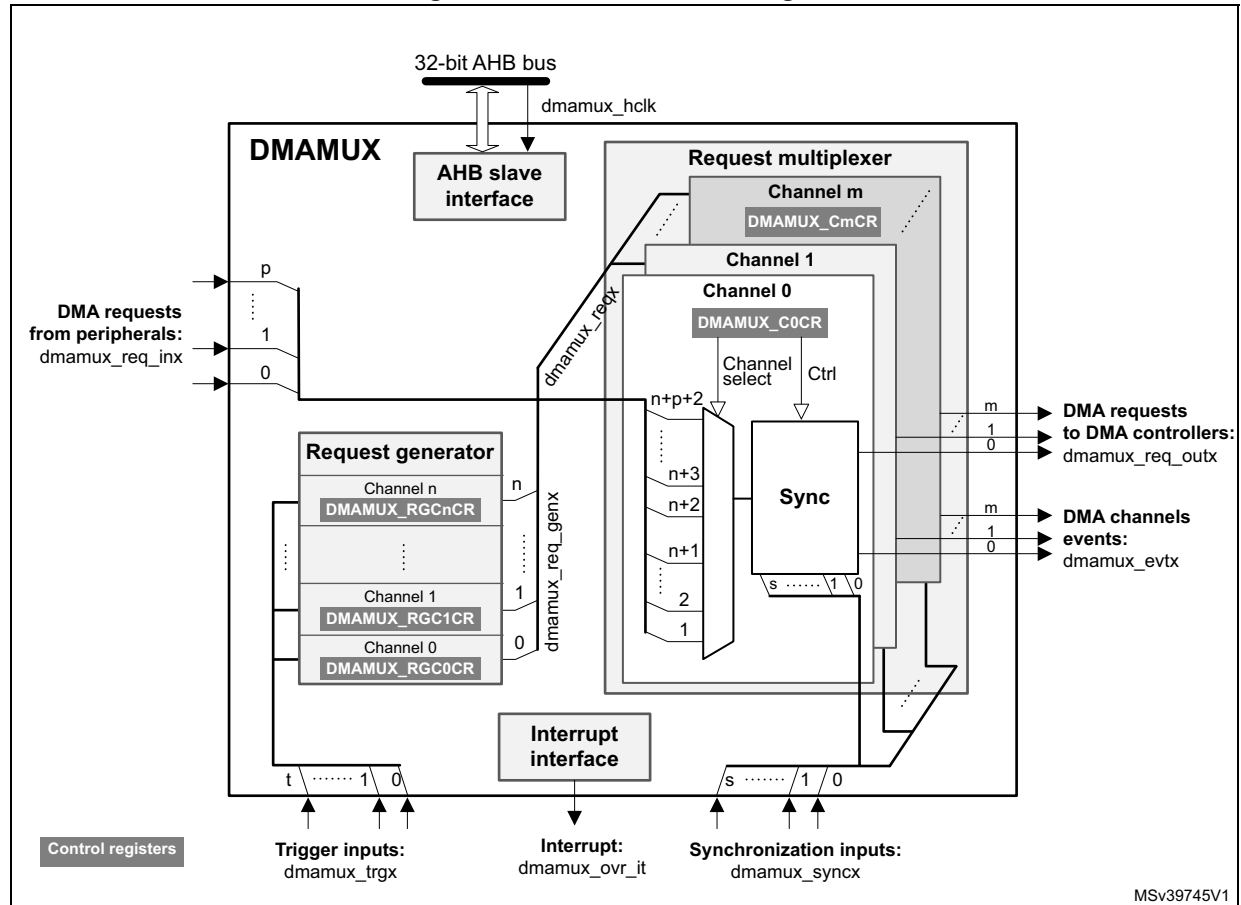 32-bit AHB bus
dmamux_hclk
DMAMUX
AHB slave
interface
Request multiplexer
Channel m
DMAMUX_CmCR
Channel 1
Channel 0
DMAMUX_C0CR
Channel
select
Ctrl
p
DMA requests
from peripherals:
dmamux_req_inx
1
0
dmamux_reqx
n+p+2
n+3
n+2
n+1
2
1
Sync
s 1 0
m
1
0
DMA requests
to DMA controllers:
dmamux_req_outx
m
1
0
DMA channels
events:
dmamux_evtx
Request generator
Channel n
DMAMUX_RGCnCR
n
Channel 1
DMAMUX_RGC1CR
1
Channel 0
DMAMUX_RGC0CR
0
dmamux_req_genx
Interrupt
interface
t 1 0
s 1 0
Control registers
Trigger inputs:
dmamux_trgx
Interrupt:
dmamux_ovr_it
Synchronization inputs:
dmamux_syncx
MSv39745V1